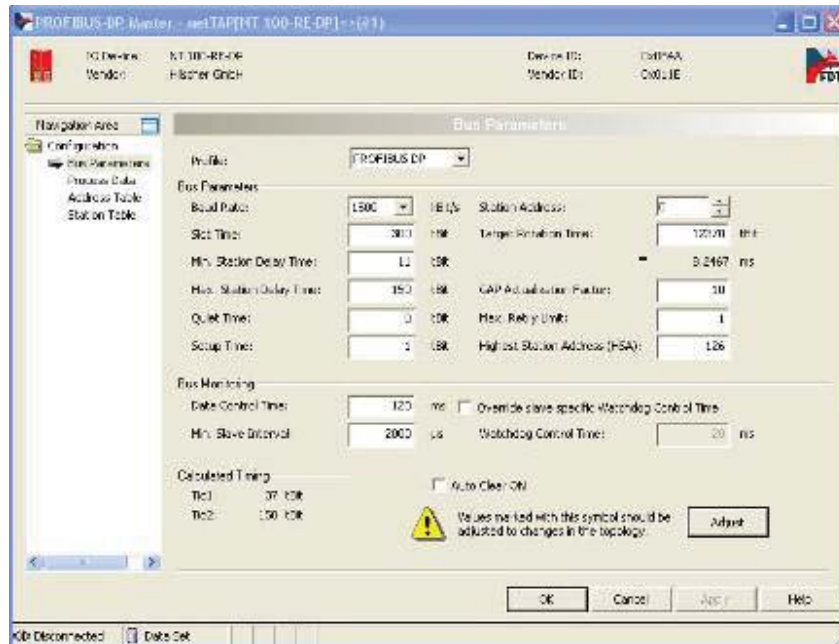 PROFIBUS-DP Master - netTAP[NT 100-RE-DP]<>(#1)
IO Device: NT 100-RE-DP Device ID:
Vendor: Hilscher GmbH Vendor ID: 0x011E
FDT
Navigation Area Bus Parameters
Configuration
Bus Parameters
Process Data
Address Table
Station Table
Profile: PROFIBUS DP
Bus Parameters
Baud Rate: 1500 kBit/s Station Address:
Slot Time: 300 tBit Target Rotation Time: 12370 tBit
Min. Station Delay Time: 11 tBit = 8.2467 ms
Max. Station Delay Time: 150 tBit GAP Actualization Factor: 10
Quiet Time: 0 tBit Max. Retry Limit: 1
Setup Time: 1 tBit Highest Station Address (HSA): 126
Bus Monitoring
Data Control Time: 120 ms Override slave specific Watchdog Control Time
Min. Slave Interval: 2000 µs Watchdog Control Time: 20 ms
Calculated Timing
Tid1 37 tBit Auto Clear ON
Tid2: 150 tBit Values marked with this symbol should be
adjusted to changes in the topology. Adjust
OK Cancel Apply Help
Disconnected Data Set